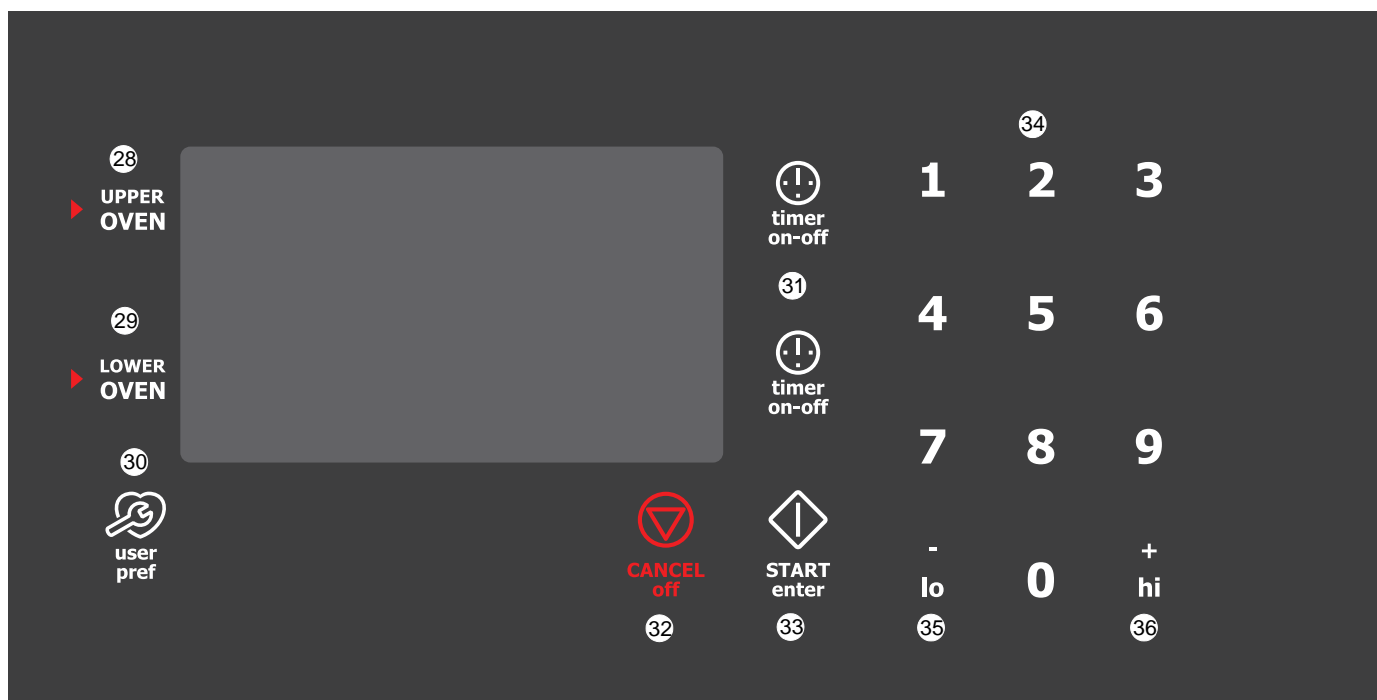 34
28
UPPER
OVEN
timer
on-off
1 2 3
31
29
LOWER
OVEN
timer
on-off
4 5 6
30
user
pref
7 8 9
CANCEL
off
START
enter
-
lo
0
+
hi
32
33
35
36